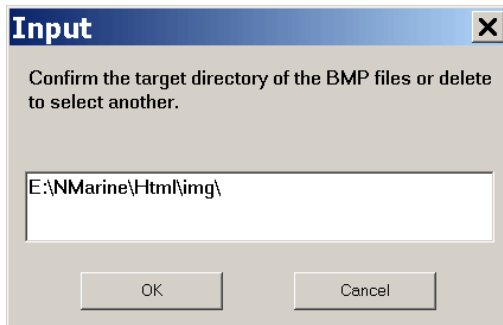 Input
Confirm the target directory of the BMP files or delete
to select another.
E:\NMarine\Html\img\
OK Cancel